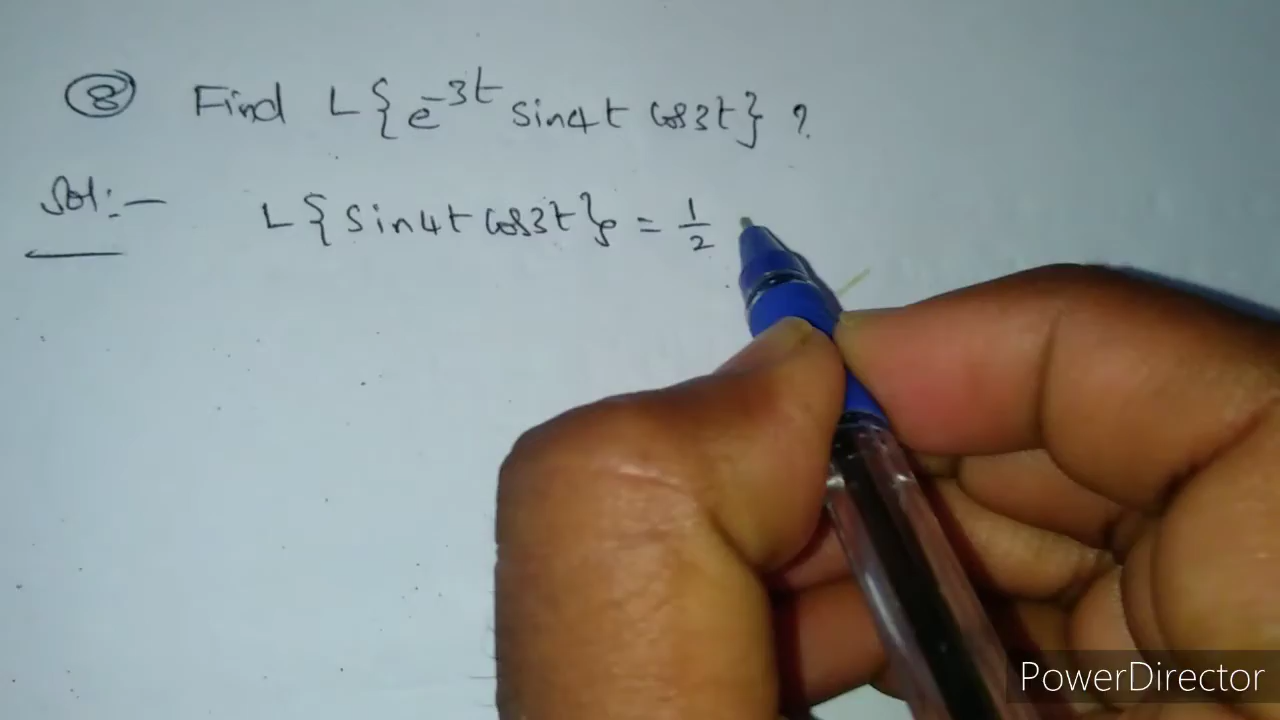 ⑧ Find L{e^-3t sin4t cos3t} ?
Sol:-
L{sin4t cos3t} = 1/2
PowerDirector